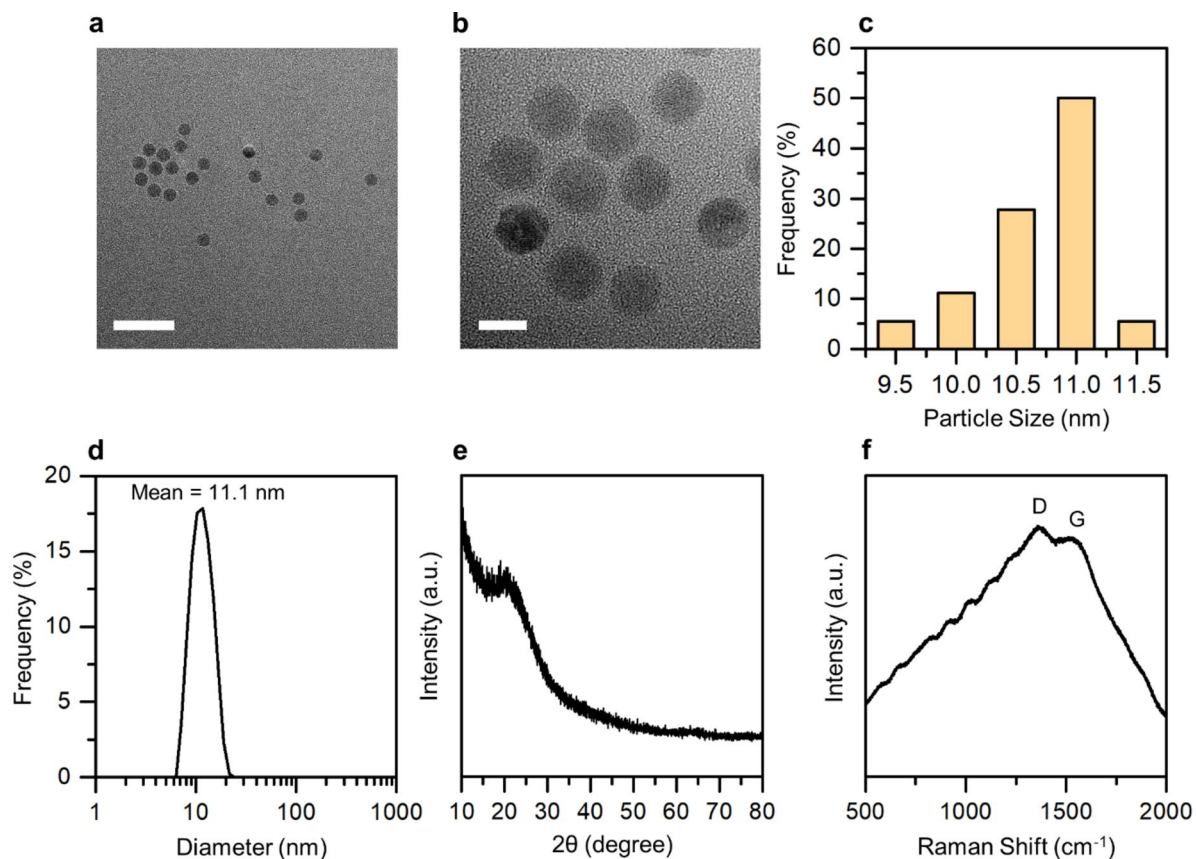 a
b
c
60
50
40
30
20
10
0
Frequency (%)
9.5 10.0 10.5 11.0 11.5
Particle Size (nm)
d
20
15
10
5
0
Frequency (%)
Mean = 11.1 nm
1 10 100 1000
Diameter (nm)
e
Intensity (a.u.)
10 20 30 40 50 60 70 80
2θ (degree)
f
Intensity (a.u.)
D
G
500 1000 1500 2000
Raman Shift (cm⁻¹)